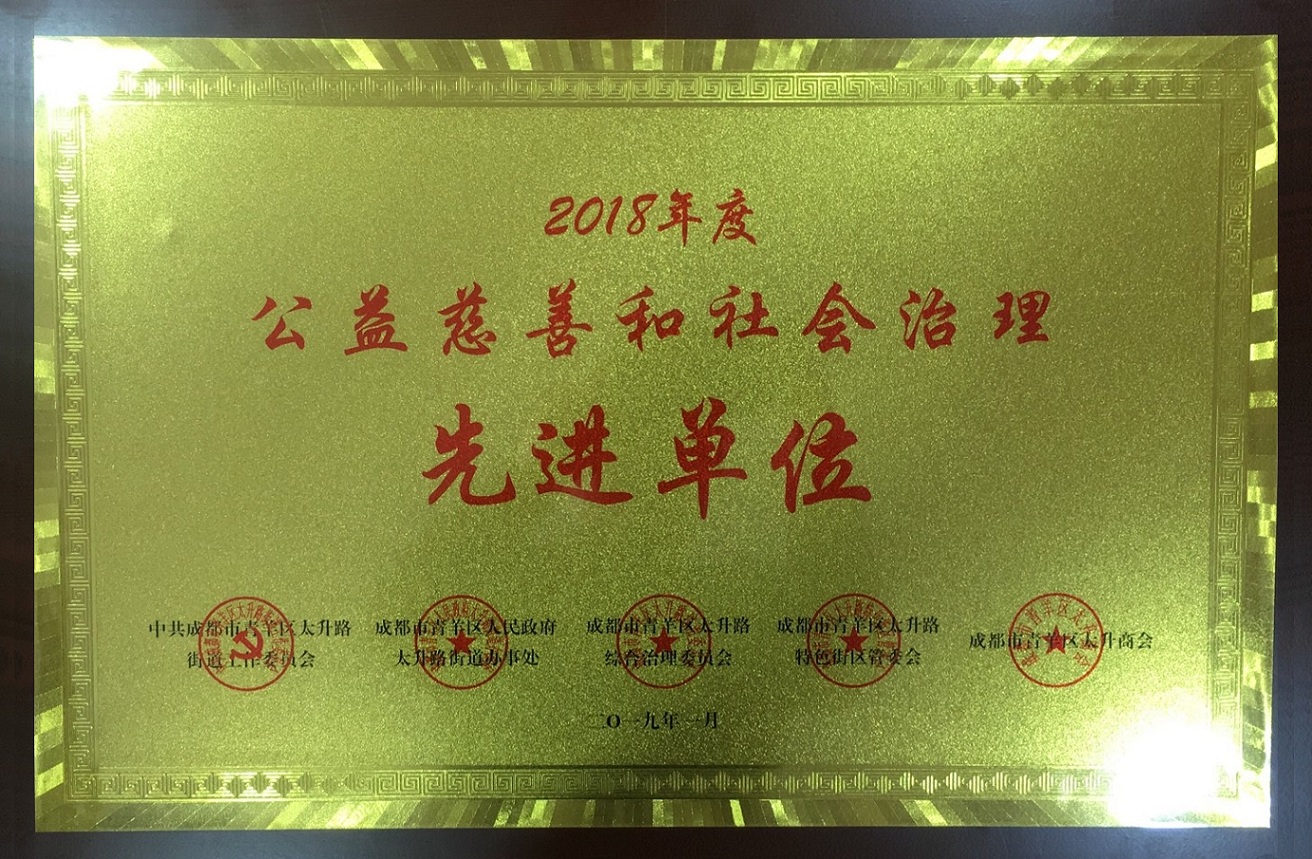 2018年度
公益慈善和社会治理
先进单位
中共成都市青羊区太升路
街道工作委员会
成都市青羊区人民政府
太升路街道办事处
成都市青羊区太升路
综合治理委员会
成都市青羊区太升路
特色街区管委会
成都市青羊区太升商会
二〇一九年一月